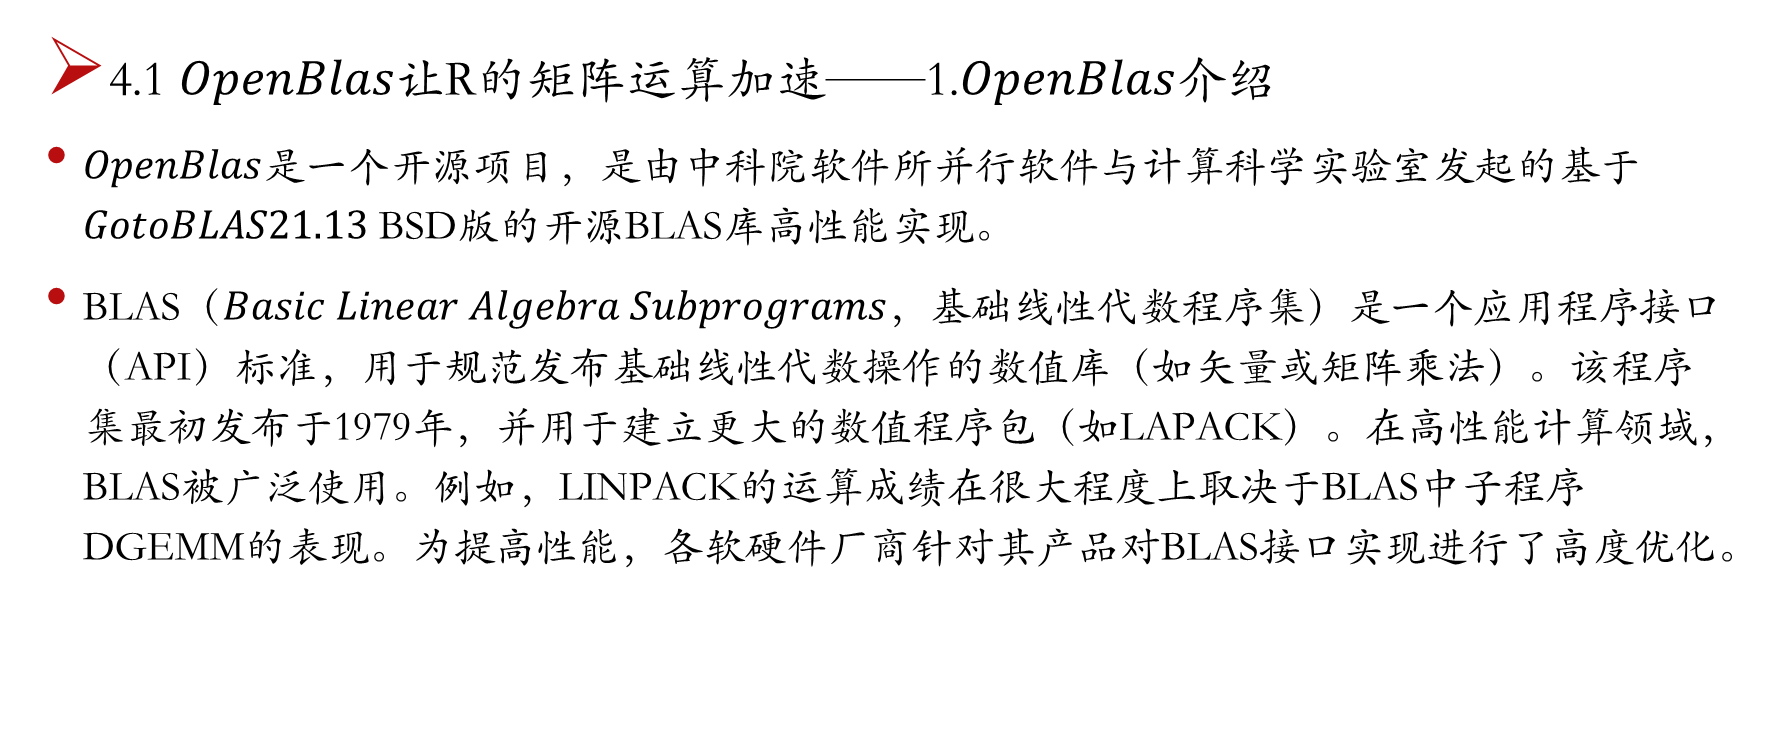 4.1 OpenBlas让R的矩阵运算加速——1.OpenBlas介绍
OpenBlas是一个开源项目，是由中科院软件所并行软件与计算科学实验室发起的基于
GotoBLAS21.13 BSD版的开源BLAS库高性能实现。
BLAS（Basic Linear Algebra Subprograms，基础线性代数程序集）是一个应用程序接口
（API）标准，用于规范发布基础线性代数操作的数值库（如矢量或矩阵乘法）。该程序
集最初发布于1979年，并用于建立更大的数值程序包（如LAPACK）。在高性能计算领域，
BLAS被广泛使用。例如，LINPACK的运算成绩在很大程度上取决于BLAS中子程序
DGEMM的表现。为提高性能，各软硬件厂商针对其产品对BLAS接口实现进行了高度优化。